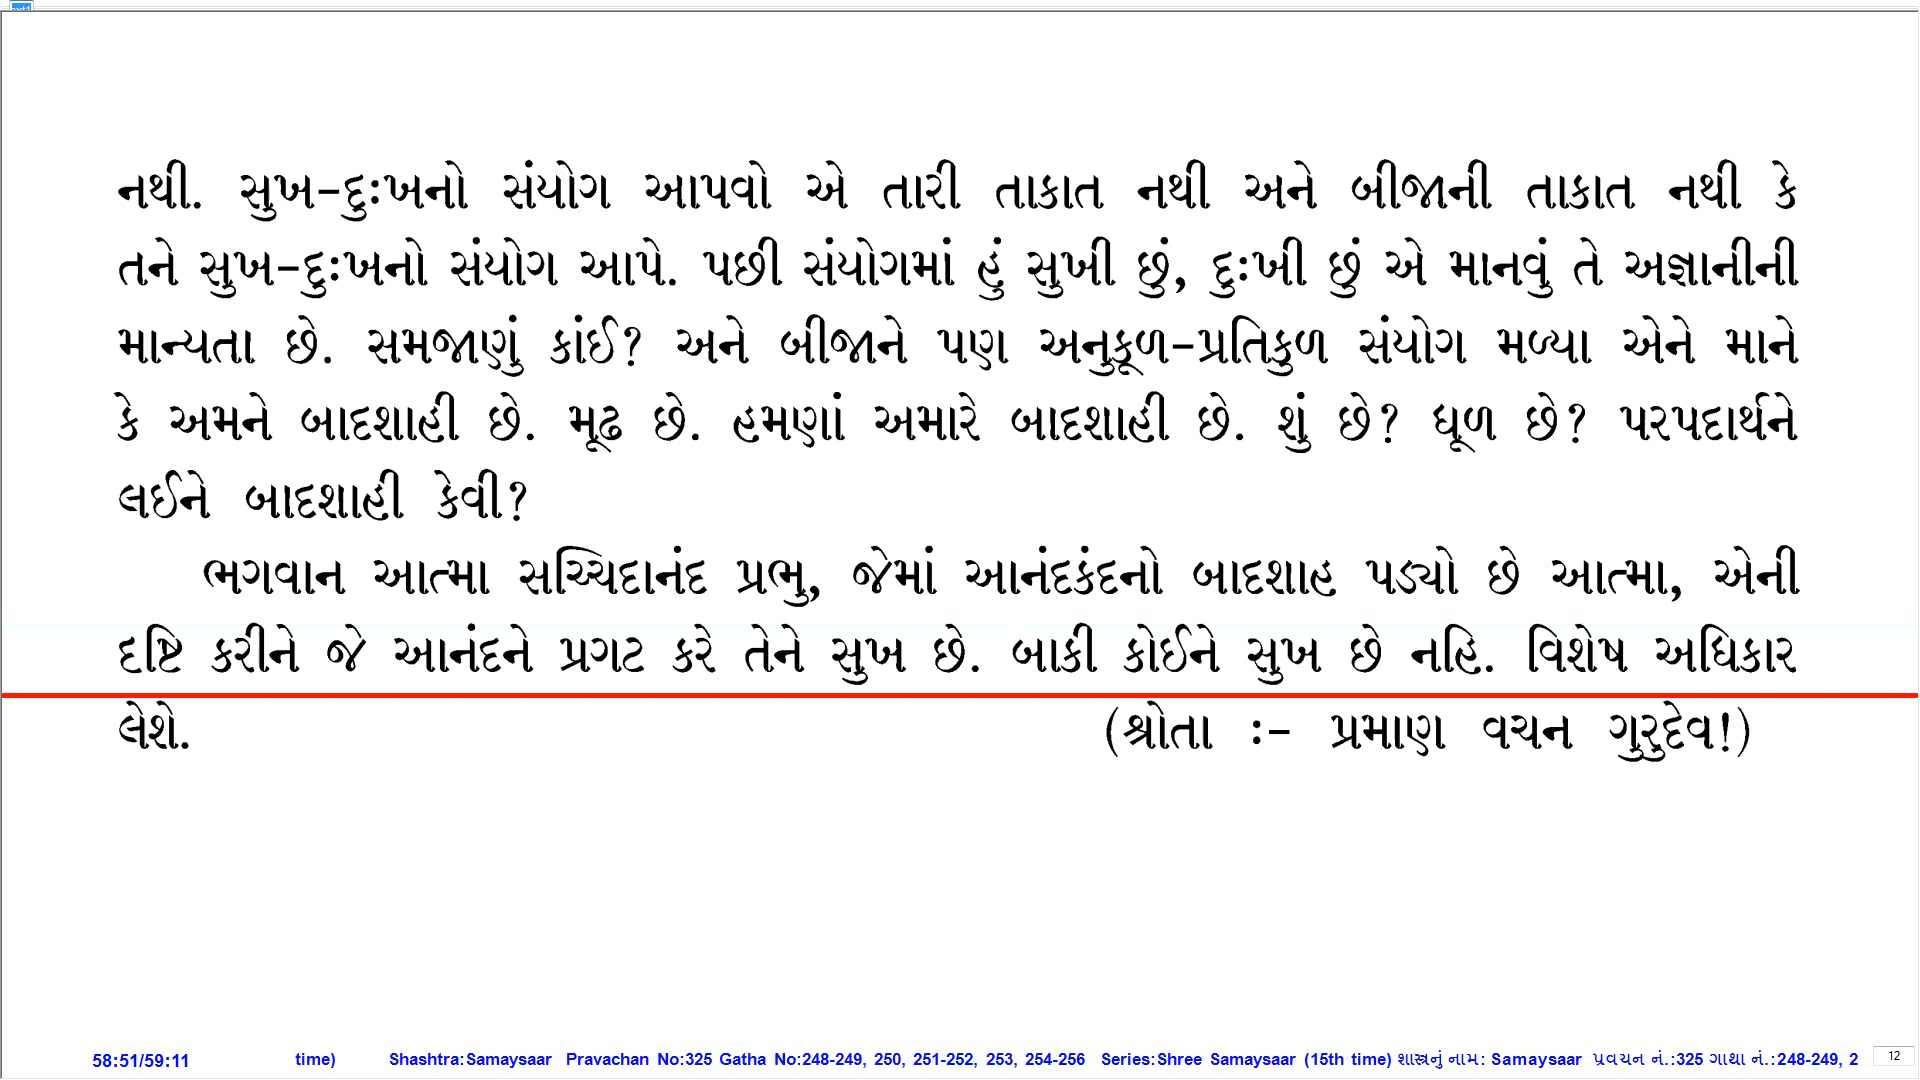 નથી. સુખ-દુઃખનો સંયોગ આપવો એ તારી તાકાત નથી અને બીજાની તાકાત નથી કે
તને સુખ-દુઃખનો સંયોગ આપે. પછી સંયોગમાં હું સુખી છું, દુઃખી છું એ માનવું તે અજ્ઞાનીની
માન્યતા છે. સમજાણું કાંઈ? અને બીજાને પણ અનુકૂળ-પ્રતિકુળ સંયોગ મળ્યા એને માને
કે અમને બાદશાહી છે. મૂઢ છે. હમણાં અમારે બાદશાહી છે. શું છે? ધૂળ છે? પરપદાર્થને
લઈને બાદશાહી કેવી?
ભગવાન આત્મા સચ્ચિદાનંદ પ્રભુ, જેમાં આનંદકંદનો બાદશાહ પડ્યો છે આત્મા, એની
દૃષ્ટિ કરીને જે આનંદને પ્રગટ કરે તેને સુખ છે. બાકી કોઈને સુખ છે નહિ. વિશેષ અધિકાર
લેશે. (શ્રોતા :- પ્રમાણ વચન ગુરુદેવ!)
58:51/59:11 time) Shashtra:Samaysaar Pravachan No:325 Gatha No:248-249, 250, 251-252, 253, 254-256 Series:Shree Samaysaar (15th time) શાસ્ત્રનું નામ: Samaysaar પ્રવચન નં.:325 ગાથા નં.:248-249, 2 12